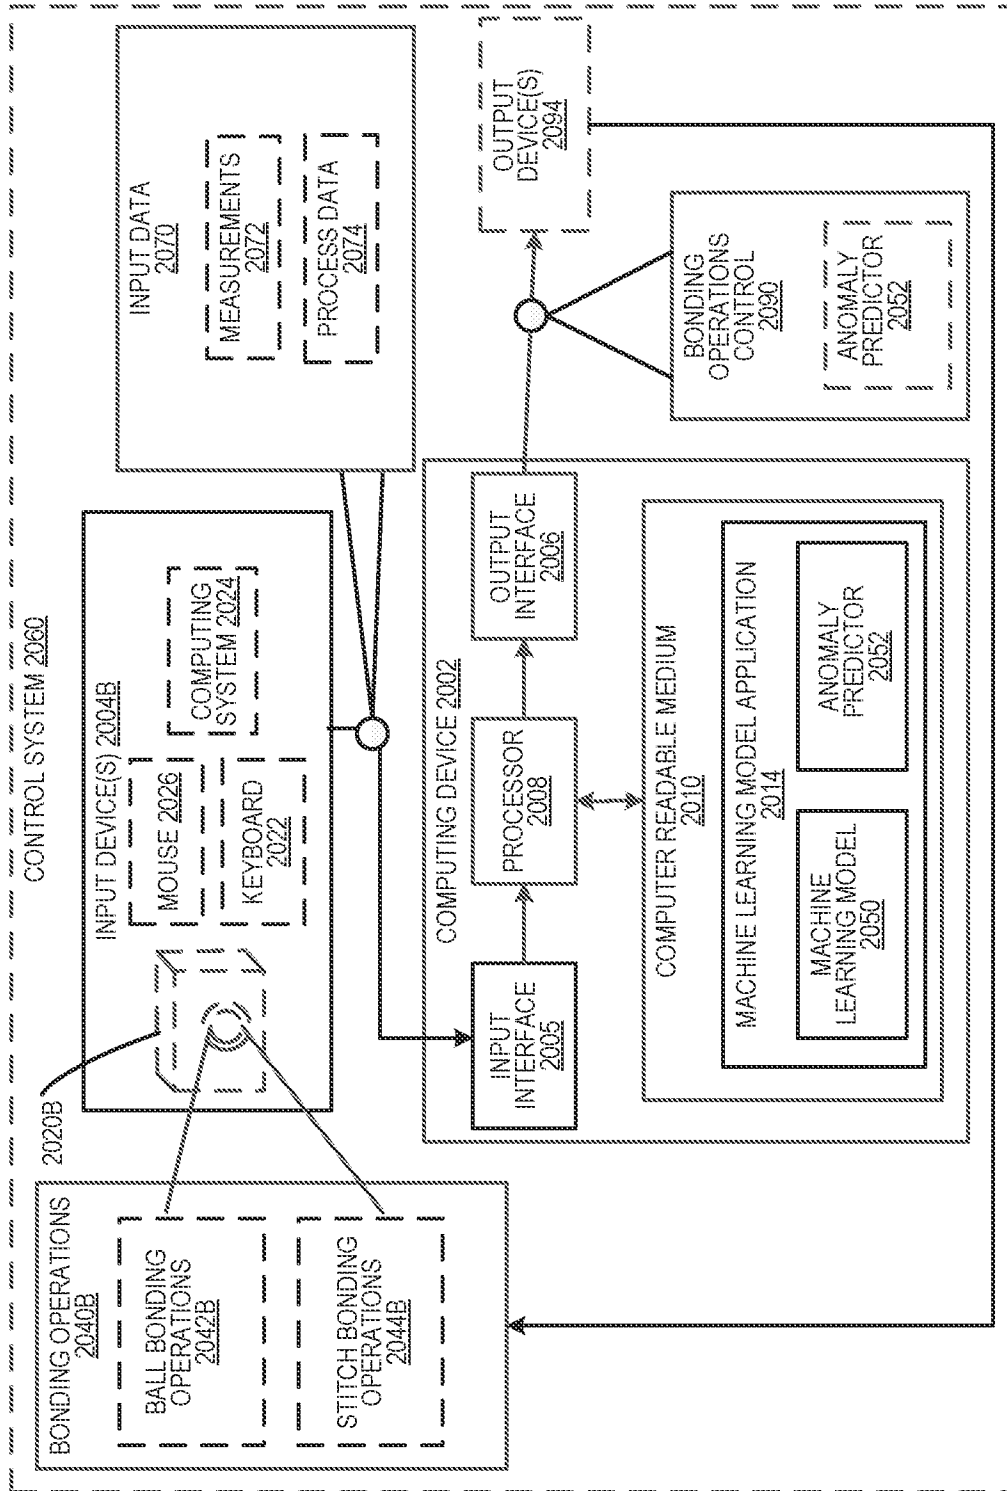 CONTROL SYSTEM 2060
2020B
BONDING OPERATIONS
2040B
BALL BONDING
OPERATIONS
2042B
STITCH BONDING
OPERATIONS
2044B
INPUT DEVICE(S) 2004B
MOUSE 2026
KEYBOARD
2022
COMPUTING
SYSTEM 2024
INPUT DATA
2070
MEASUREMENTS
2072
PROCESS DATA
2074
COMPUTING DEVICE 2002
INPUT
INTERFACE
2005
PROCESSOR
2008
OUTPUT
INTERFACE
2006
COMPUTER READABLE MEDIUM
2010
MACHINE LEARNING MODEL APPLICATION
2014
MACHINE
LEARNING MODEL
2050
ANOMALY
PREDICTOR
2052
OUTPUT
DEVICE(S)
2094
BONDING
OPERATIONS
CONTROL
2090
ANOMALY
PREDICTOR
2052